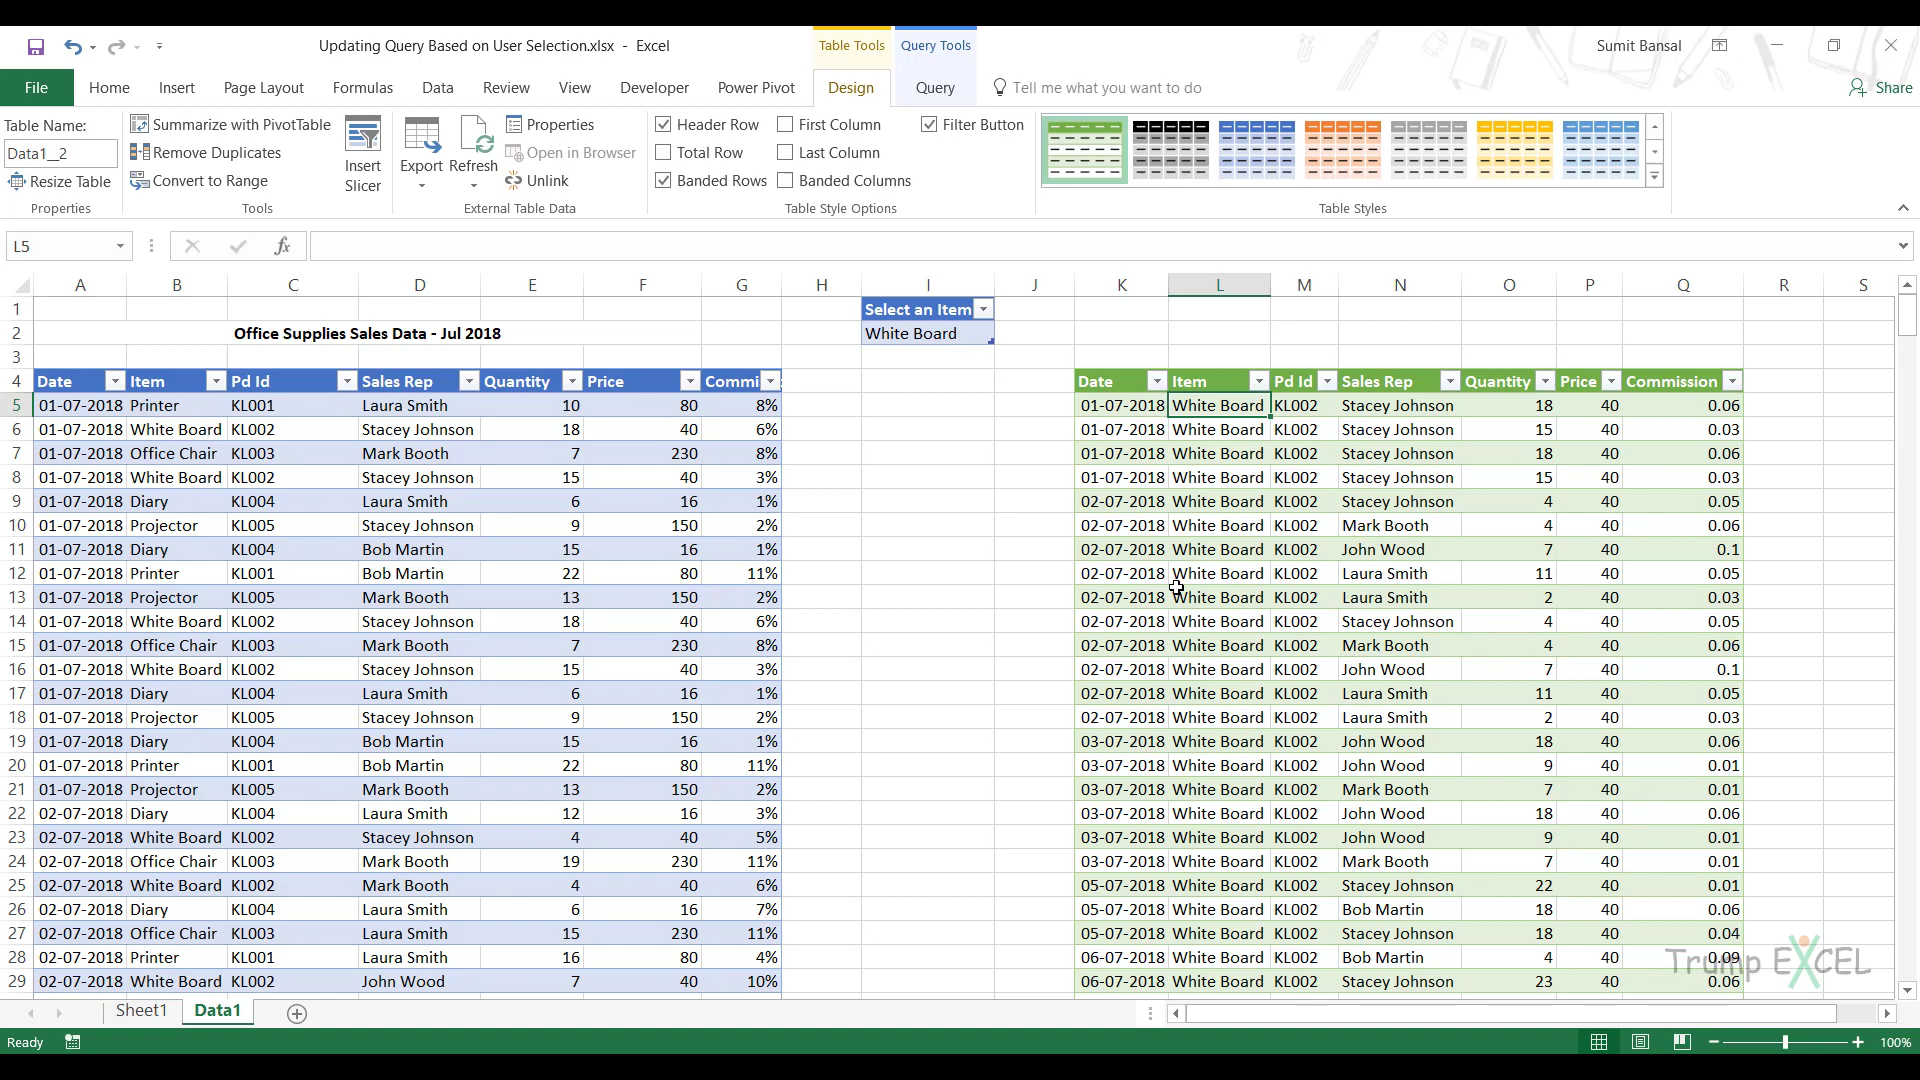 Updating Query Based on User Selection.xlsx - Excel
Table Tools
Query Tools
Sumit Bansal
File
Home
Insert
Page Layout
Formulas
Data
Review
View
Developer
Power Pivot
Design
Query
Tell me what you want to do
Share
Table Name:
Data1__2
Resize Table
Properties
Summarize with PivotTable
Remove Duplicates
Convert to Range
Tools
Insert
Slicer
Export
Refresh
Properties
Open in Browser
Unlink
External Table Data
Header Row
Total Row
Banded Rows
First Column
Last Column
Banded Columns
Filter Button
Table Style Options
Table Styles
L5
fx
A B C D E F G H I J K L M N O P Q R S
1 Select an Item
2 Office Supplies Sales Data - Jul 2018 White Board
3
4 Date Item Pd Id Sales Rep Quantity Price Commi Date Item Pd Id Sales Rep Quantity Price Commission
5 01-07-2018 Printer KL001 Laura Smith 10 80 8% 01-07-2018 White Board KL002 Stacey Johnson 18 40 0.06
6 01-07-2018 White Board KL002 Stacey Johnson 18 40 6% 01-07-2018 White Board KL002 Stacey Johnson 15 40 0.03
7 01-07-2018 Office Chair KL003 Mark Booth 7 230 8% 01-07-2018 White Board KL002 Stacey Johnson 18 40 0.06
8 01-07-2018 White Board KL002 Stacey Johnson 15 40 3% 01-07-2018 White Board KL002 Stacey Johnson 15 40 0.03
9 01-07-2018 Diary KL004 Laura Smith 6 16 1% 02-07-2018 White Board KL002 Stacey Johnson 4 40 0.05
10 01-07-2018 Projector KL005 Stacey Johnson 9 150 2% 02-07-2018 White Board KL002 Mark Booth 4 40 0.06
11 01-07-2018 Diary KL004 Bob Martin 15 16 1% 02-07-2018 White Board KL002 John Wood 7 40 0.1
12 01-07-2018 Printer KL001 Bob Martin 22 80 11% 02-07-2018 White Board KL002 Laura Smith 11 40 0.05
13 01-07-2018 Projector KL005 Mark Booth 13 150 2% 02-07-2018 White Board KL002 Laura Smith 2 40 0.03
14 01-07-2018 White Board KL002 Stacey Johnson 18 40 6% 02-07-2018 White Board KL002 Stacey Johnson 4 40 0.05
15 01-07-2018 Office Chair KL003 Mark Booth 7 230 8% 02-07-2018 White Board KL002 Mark Booth 4 40 0.06
16 01-07-2018 White Board KL002 Stacey Johnson 15 40 3% 02-07-2018 White Board KL002 John Wood 7 40 0.1
17 01-07-2018 Diary KL004 Laura Smith 6 16 1% 02-07-2018 White Board KL002 Laura Smith 11 40 0.05
18 01-07-2018 Projector KL005 Stacey Johnson 9 150 2% 02-07-2018 White Board KL002 Laura Smith 2 40 0.03
19 01-07-2018 Diary KL004 Bob Martin 15 16 1% 03-07-2018 White Board KL002 John Wood 18 40 0.06
20 01-07-2018 Printer KL001 Bob Martin 22 80 11% 03-07-2018 White Board KL002 John Wood 9 40 0.01
21 01-07-2018 Projector KL005 Mark Booth 13 150 2% 03-07-2018 White Board KL002 Mark Booth 7 40 0.01
22 02-07-2018 Diary KL004 Laura Smith 12 16 3% 03-07-2018 White Board KL002 John Wood 18 40 0.06
23 02-07-2018 White Board KL002 Stacey Johnson 4 40 5% 03-07-2018 White Board KL002 John Wood 9 40 0.01
24 02-07-2018 Office Chair KL003 Mark Booth 19 230 11% 03-07-2018 White Board KL002 Mark Booth 7 40 0.01
25 02-07-2018 White Board KL002 Mark Booth 4 40 6% 05-07-2018 White Board KL002 Stacey Johnson 22 40 0.01
26 02-07-2018 Diary KL004 Laura Smith 6 16 7% 05-07-2018 White Board KL002 Bob Martin 18 40 0.06
27 02-07-2018 Office Chair KL003 Laura Smith 15 230 11% 05-07-2018 White Board KL002 Stacey Johnson 18 40 0.04
28 02-07-2018 Printer KL001 Laura Smith 16 80 4% 06-07-2018 White Board KL002 Bob Martin 4 40 0.09
29 02-07-2018 White Board KL002 John Wood 7 40 10% 06-07-2018 White Board KL002 Stacey Johnson 23 40 0.06
Trump EXCEL
Sheet1
Data1
Ready
100%